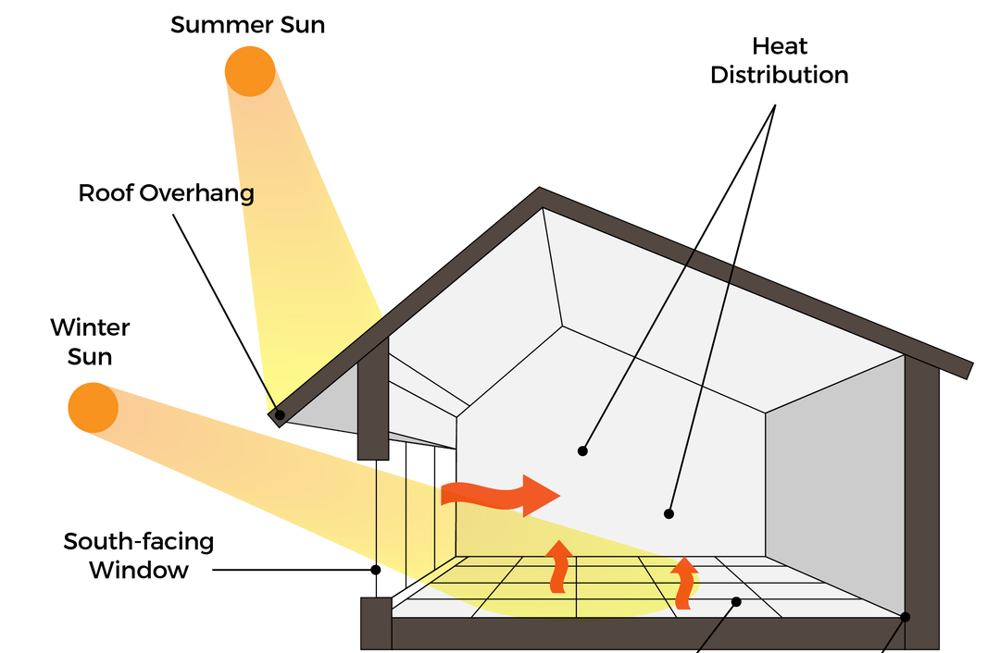 Summer Sun
Heat
Distribution
Roof Overhang
Winter
Sun
South-facing
Window